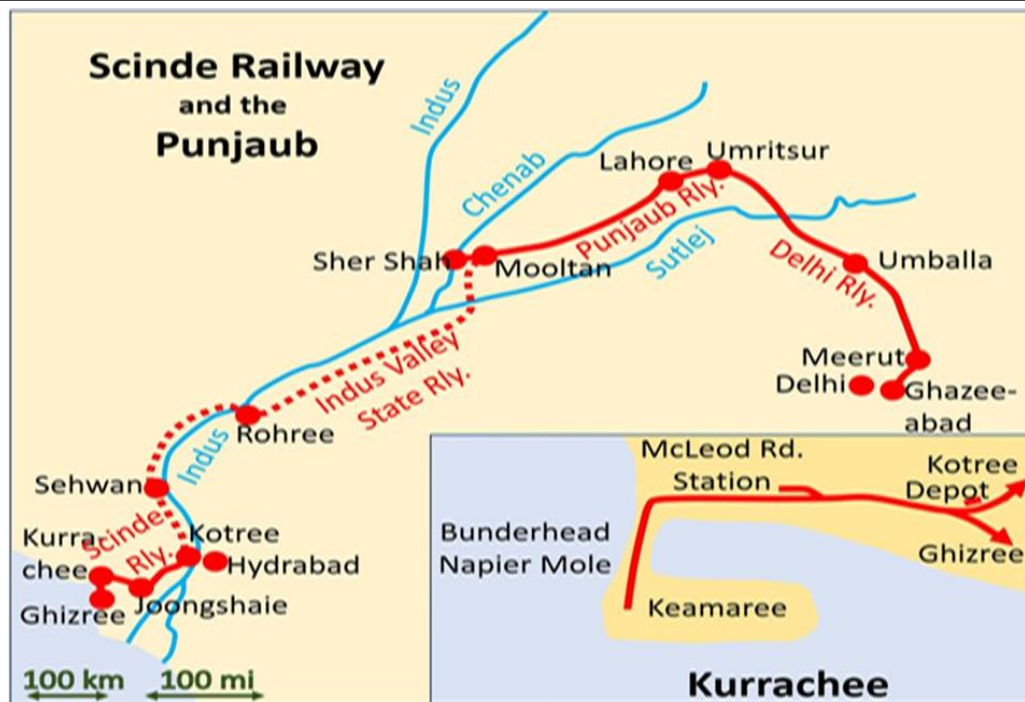 Scinde Railway
and the
Punjaub
Indus
Chenab
Lahore
Umritsur
Punjaub Rly.
Sutlej
Sher Shah
Mooltan
Delhi Rly.
Umballa
Indus Valley
State Rly.
Meerut
Delhi
Ghazee-
abad
Rohree
Indus
Sehwan
Scinde
Rly.
Kurra-
chee
Kotree
Hydrabad
Joongshaie
Ghizree
100 km
100 mi
McLeod Rd.
Station
Kotree
Depot
Bunderhead
Napier Mole
Ghizree
Keamaree
Kurrachee